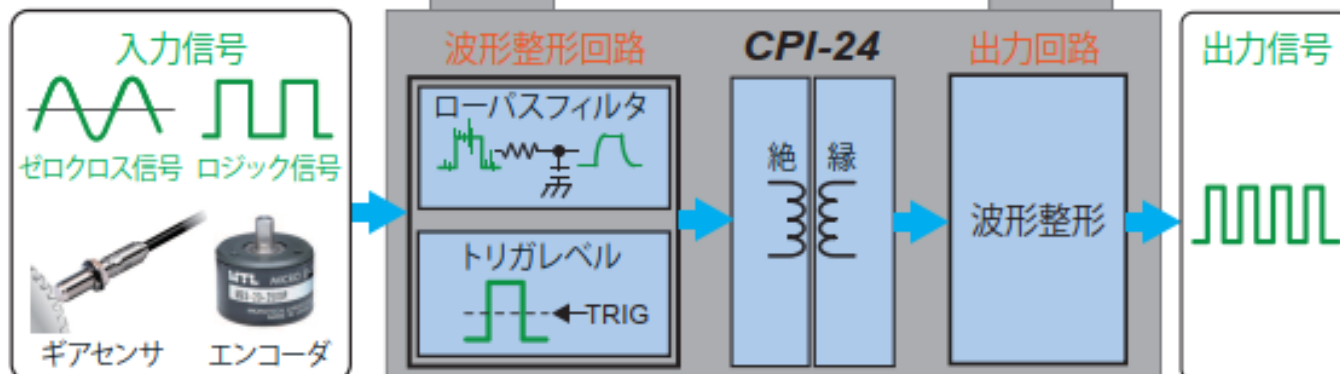 入力信号
ゼロクロス信号 ロジック信号
ギアセンサ エンコーダ
MTL MICRO
波形整形回路
ローパスフィルタ
トリガレベル
TRIG
CPI-24
絶 縁
出力回路
波形整形
出力信号